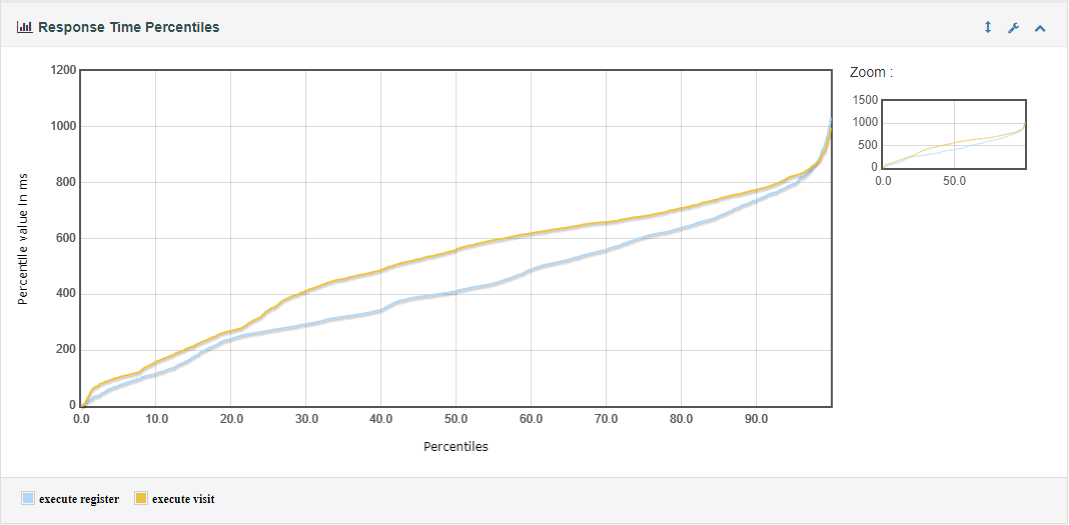 Response Time Percentiles
Zoom :
1200
1000
800
600
400
200
0
Percentile value in ms
0.0 10.0 20.0 30.0 40.0 50.0 60.0 70.0 80.0 90.0
Percentiles
1500
1000
500
0
0.0 50.0
execute register execute visit